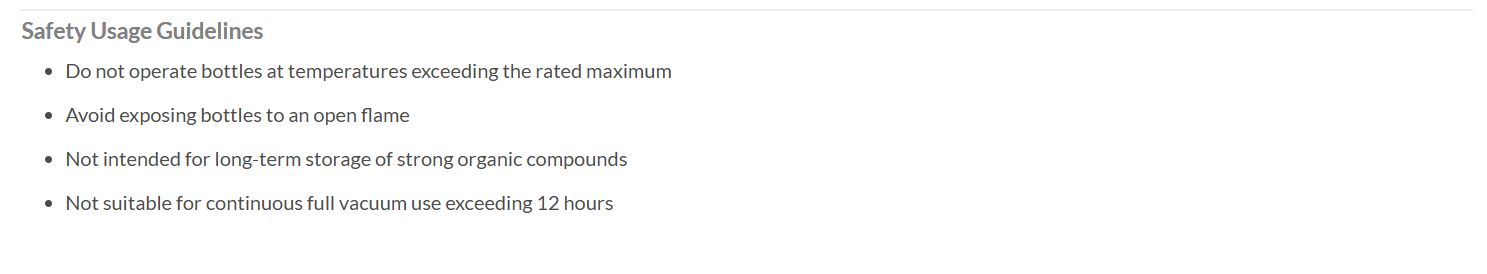 Safety Usage Guidelines
• Do not operate bottles at temperatures exceeding the rated maximum
• Avoid exposing bottles to an open flame
• Not intended for long-term storage of strong organic compounds
• Not suitable for continuous full vacuum use exceeding 12 hours